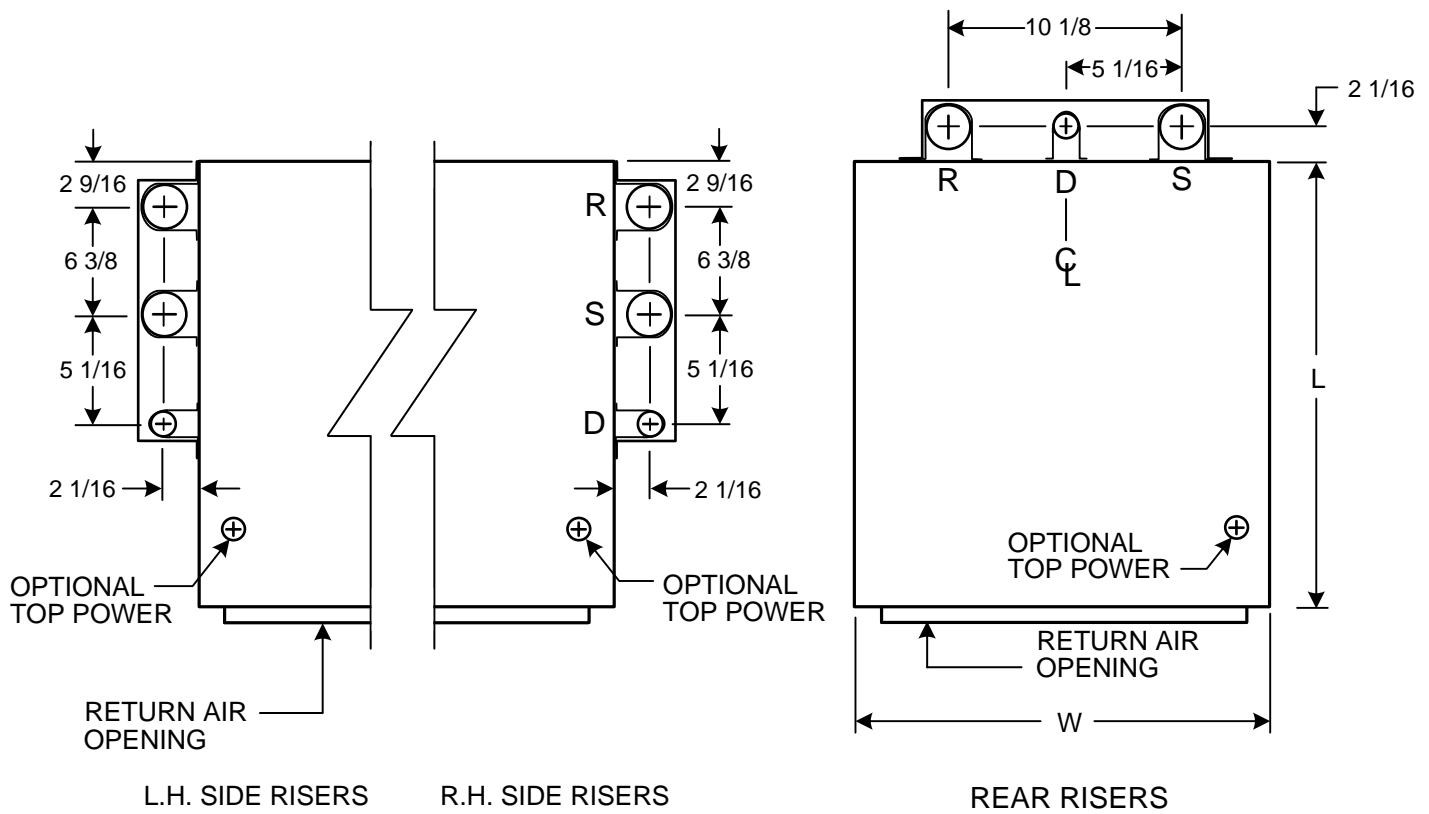 10 1/8
5 1/16
2 1/16
R
D
S
℄
L
W
OPTIONAL
TOP POWER
RETURN AIR
OPENING
REAR RISERS
2 9/16
6 3/8
5 1/16
2 1/16
OPTIONAL
TOP POWER
RETURN AIR
OPENING
L.H. SIDE RISERS
2 9/16
R
6 3/8
S
5 1/16
D
2 1/16
OPTIONAL
TOP POWER
R.H. SIDE RISERS